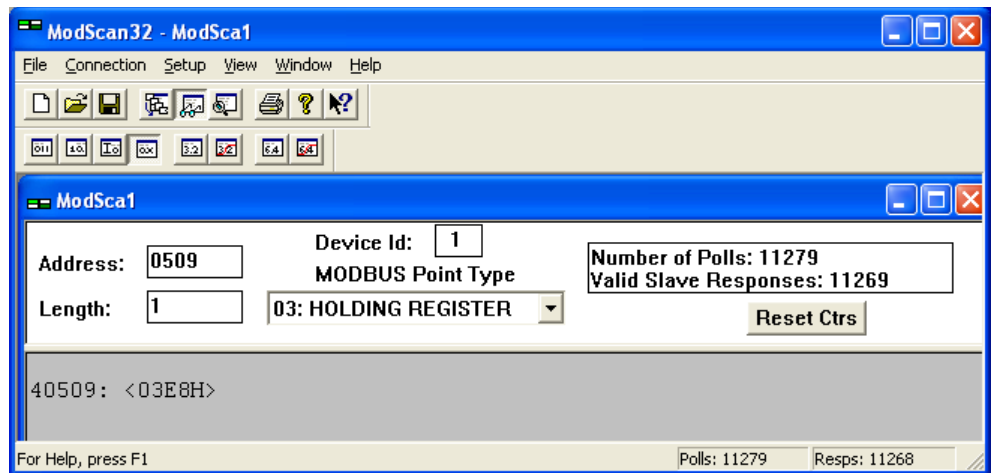 ModScan32 - ModSca1
File Connection Setup View Window Help
ModSca1
Address: 0509
Device Id: 1
MODBUS Point Type
Length: 1
03: HOLDING REGISTER
Number of Polls: 11279
Valid Slave Responses: 11269
Reset Ctrs
40509: <03E8H>
For Help, press F1
Polls: 11279
Resps: 11268